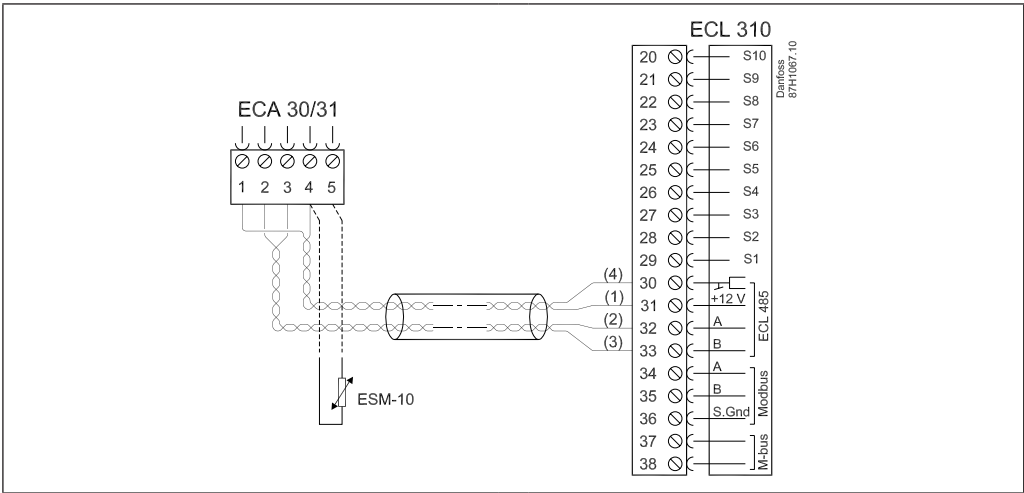 ECL 310
Danfoss
87H1067.10
ECA 30/31
1 2 3 4 5
20 S10
21 S9
22 S8
23 S7
24 S6
25 S5
26 S4
27 S3
28 S2
29 S1
(4) 30
(1) 31 +12 V
(2) 32 A
(3) 33 B
ECL 485
34 A
35 B
36 S.Gnd
Modbus
37
38
M-bus
ESM-10